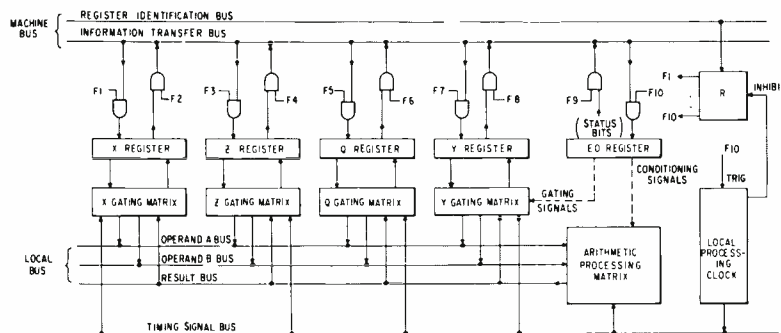 MACHINE BUS
REGISTER IDENTIFICATION BUS
INFORMATION TRANSFER BUS
F1
F2
F3
F4
F5
F6
F7
F8
F9
F10
F1
F10
R
INHIBI
(STATUS BITS)
X REGISTER
Z REGISTER
Q REGISTER
Y REGISTER
EO REGISTER
F10
TRIG
CONDITIONING SIGNALS
X GATING MATRIX
Z GATING MATRIX
Q GATING MATRIX
Y GATING MATRIX
GATING SIGNALS
LOCAL BUS
OPERAND A BUS
OPERAND B BUS
RESULT BUS
ARITHMETIC PROCESSING MATRIX
LOCAL PROCESS- ING CLOCK
TIMING SIGNAL BUS